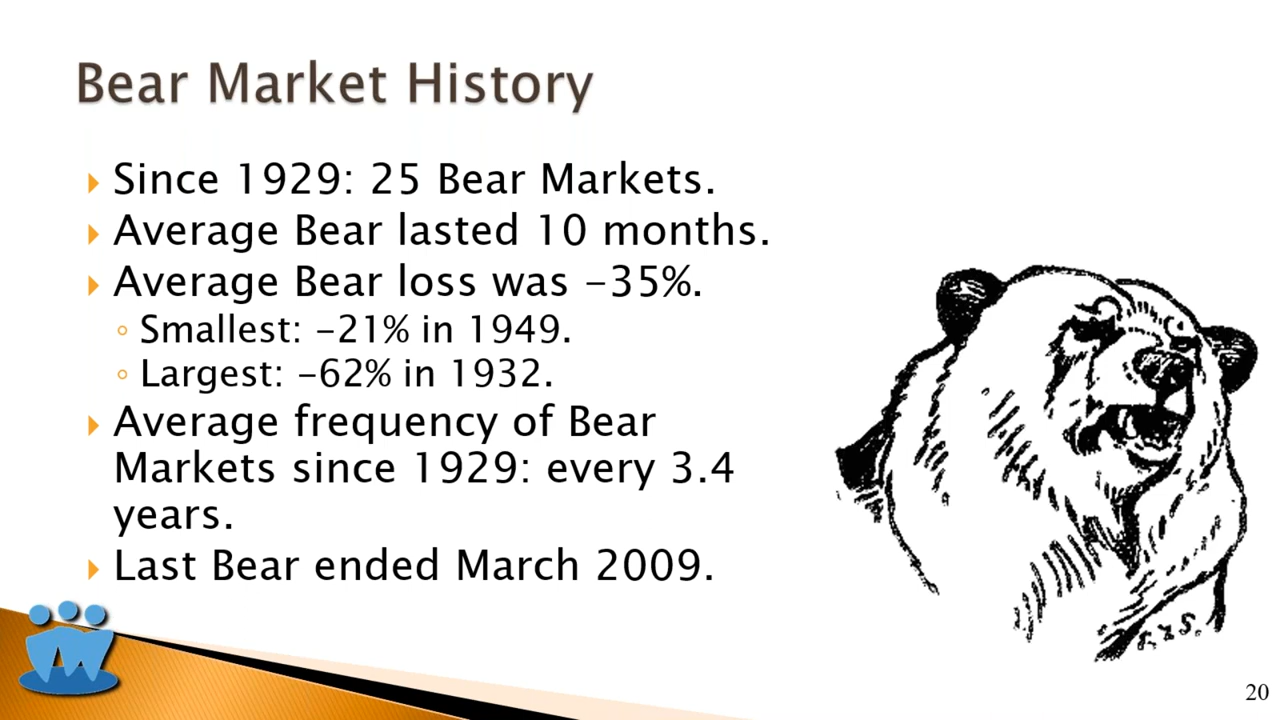 Bear Market History
Since 1929: 25 Bear Markets.
Average Bear lasted 10 months.
Average Bear loss was -35%.
Smallest: -21% in 1949.
Largest: -62% in 1932.
Average frequency of Bear
Markets since 1929: every 3.4
years.
Last Bear ended March 2009.
20